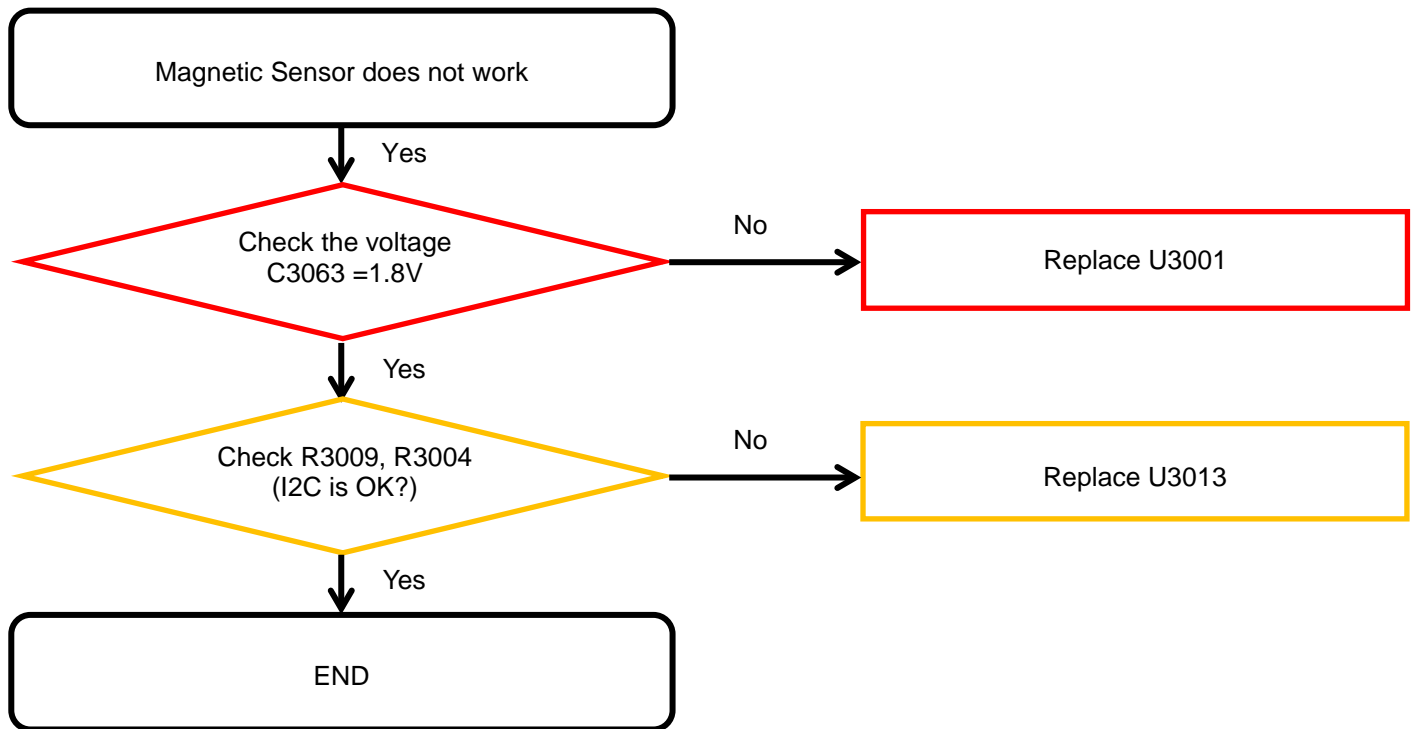 Magnetic Sensor does not work
Yes
Check the voltage
C3063 =1.8V
No
Replace U3001
Yes
Check R3009, R3004
(I2C is OK?)
No
Replace U3013
Yes
END